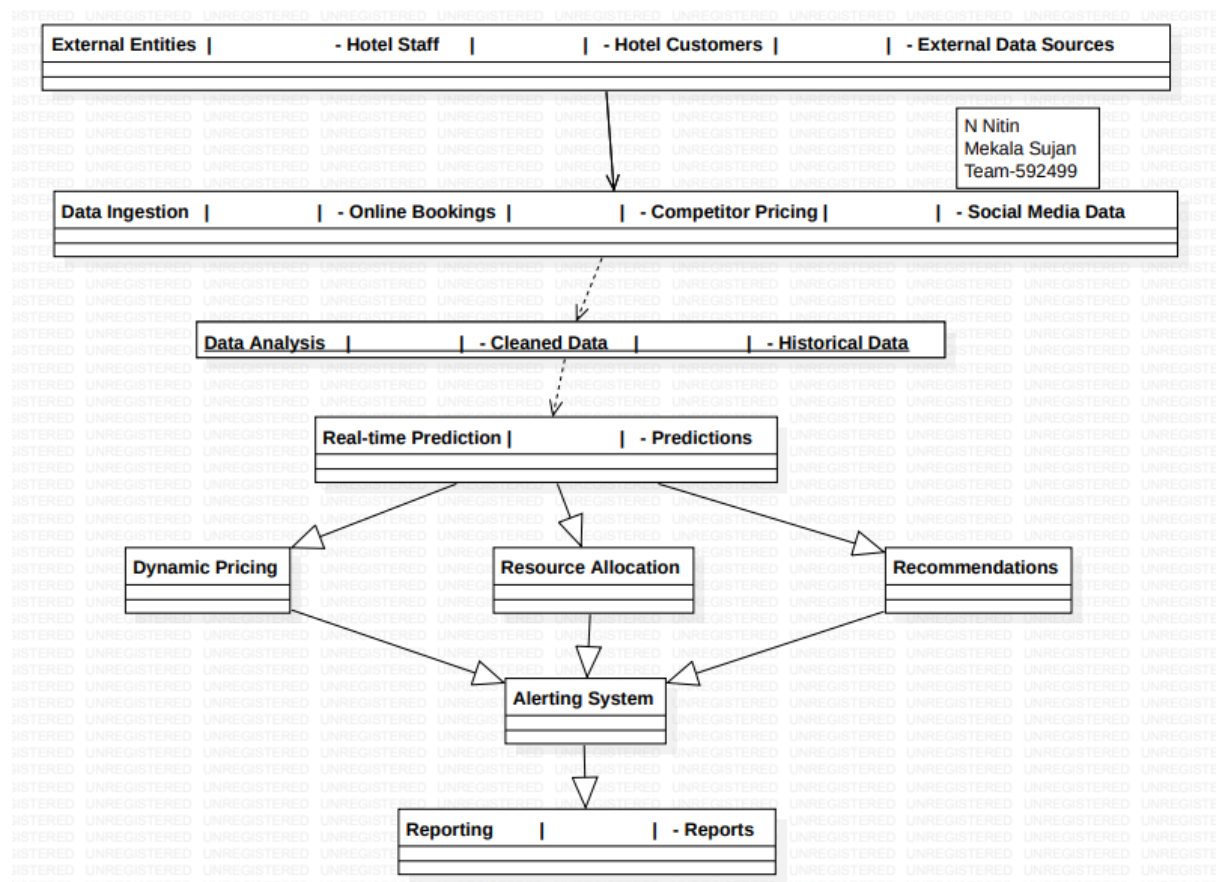 External Entities | - Hotel Staff | | - Hotel Customers | | - External Data Sources
N Nitin
Mekala Sujan
Team-592499
Data Ingestion | | - Online Bookings | | - Competitor Pricing | | - Social Media Data
Data Analysis | | - Cleaned Data | | - Historical Data
Real-time Prediction | | - Predictions
Dynamic Pricing
Resource Allocation
Recommendations
Alerting System
Reporting | | - Reports
UNREGISTERED